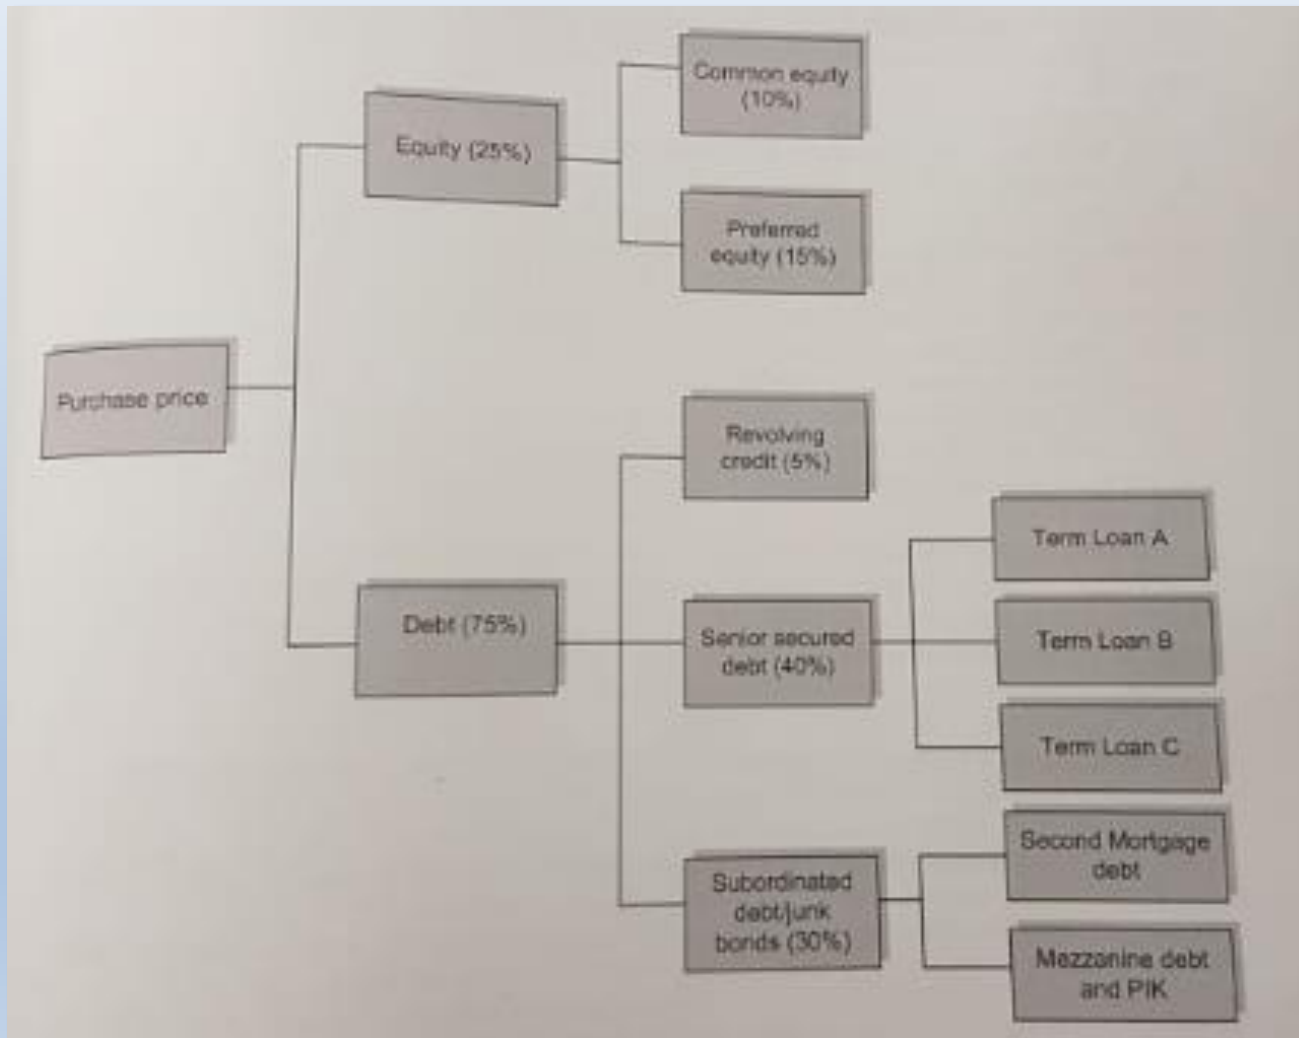 Common equity
(10%)
Equity (25%)
Preferred
equity (15%)
Purchase price
Revolving
credit (5%)
Debt (75%)
Senior secured
debt (40%)
Term Loan A
Term Loan B
Term Loan C
Subordinated
debt/junk
bonds (30%)
Second Mortgage
debt
Mezzanine debt
and PIK